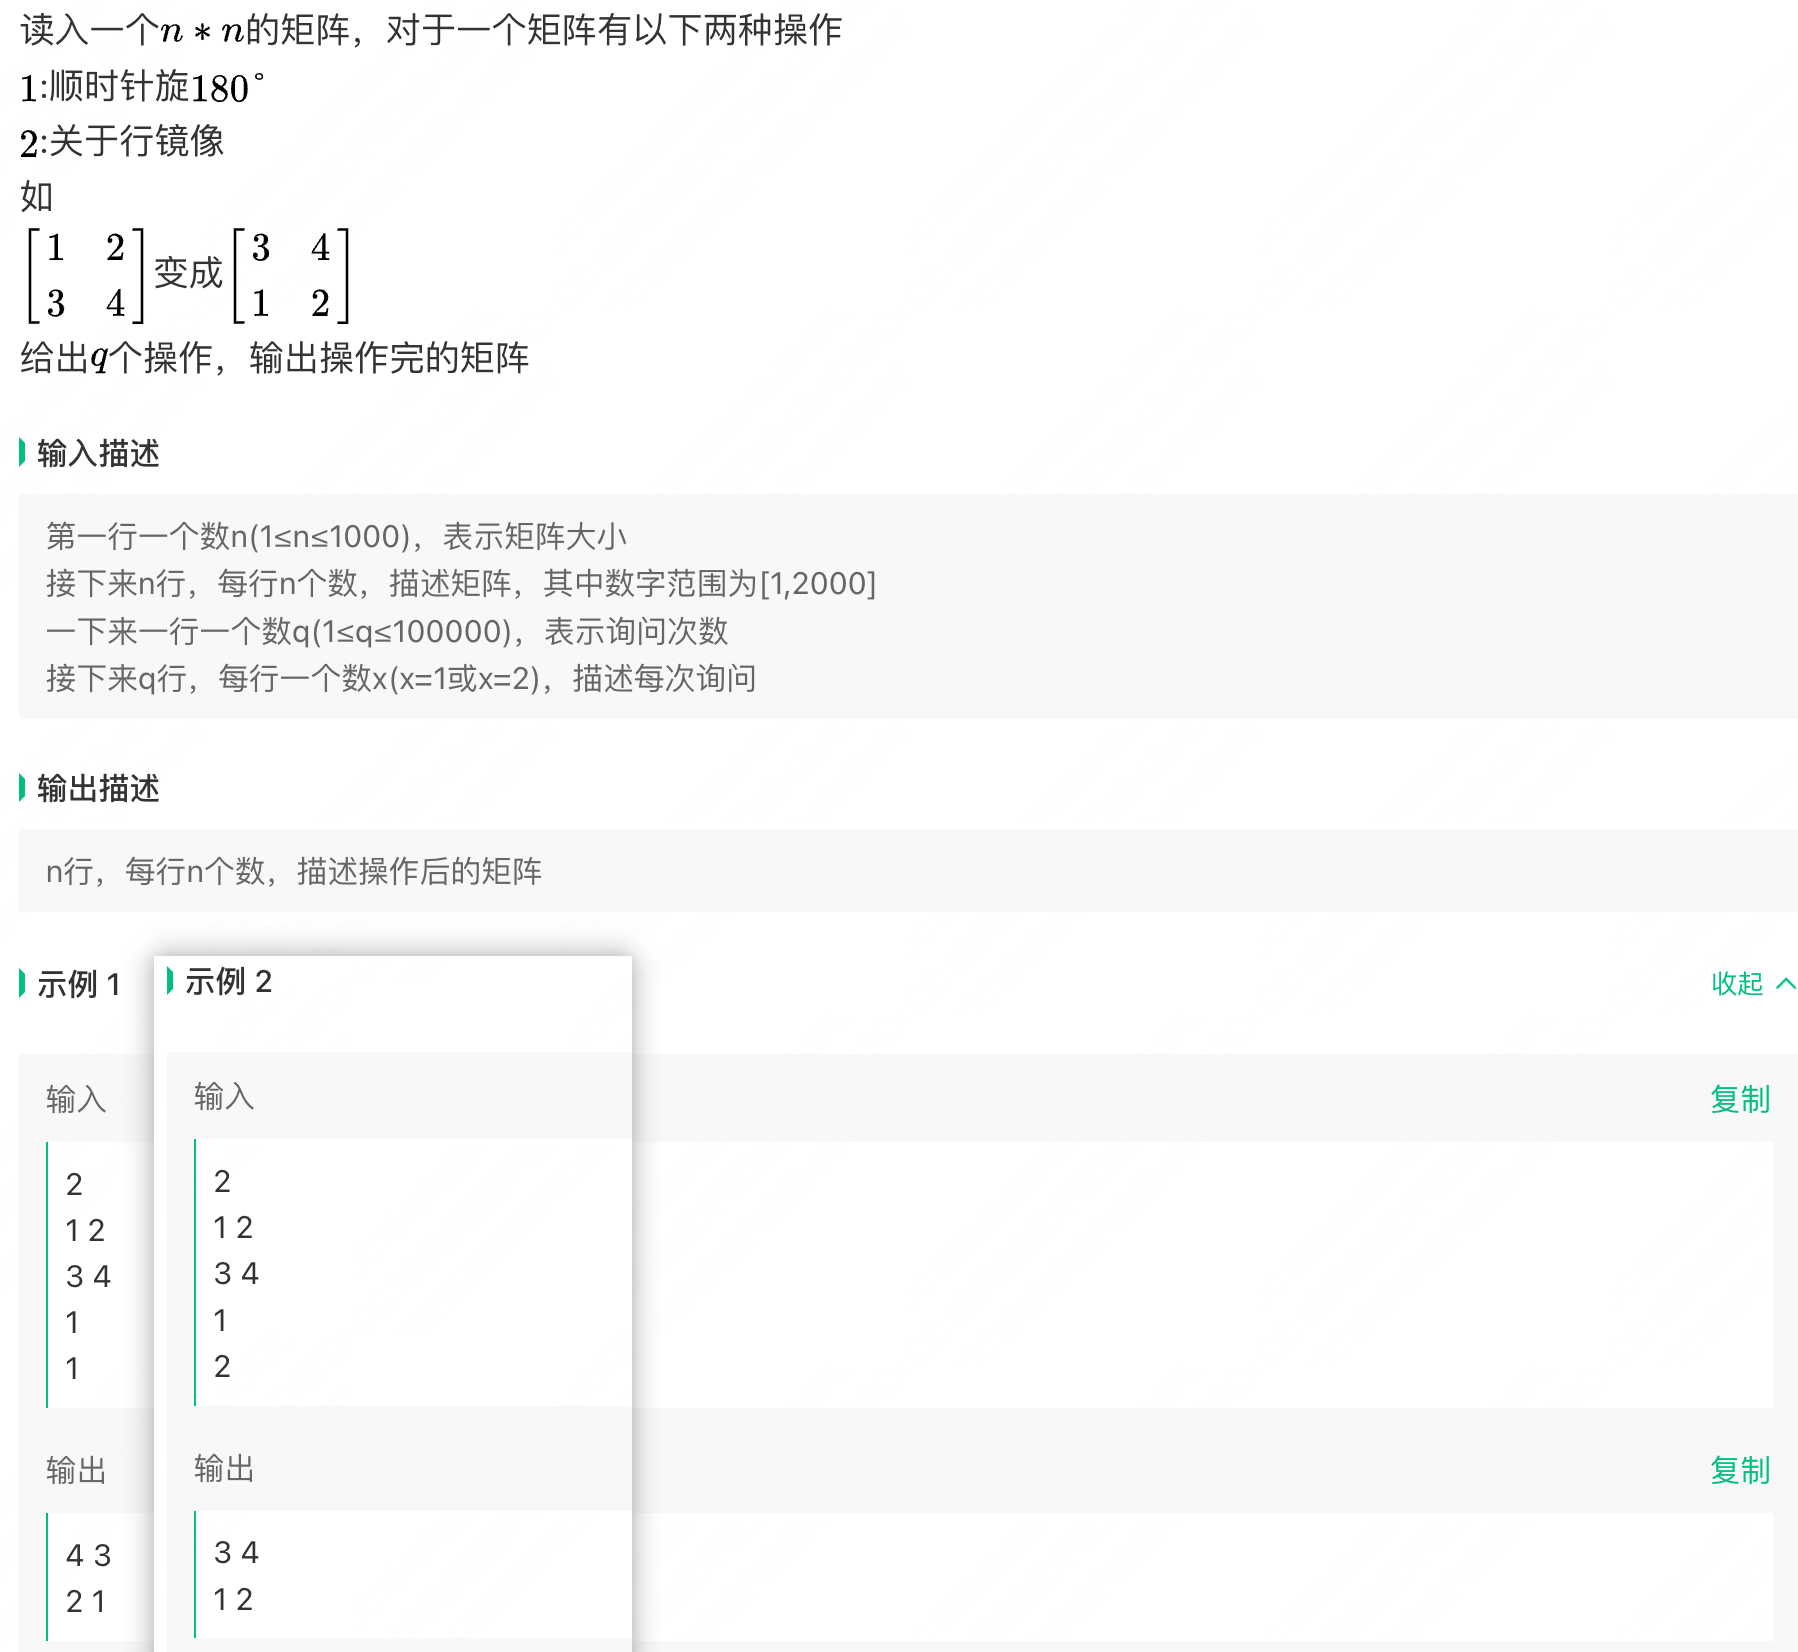 读入一个n * n的矩阵，对于一个矩阵有以下两种操作
1:顺时针旋180°
2:关于行镜像
如
[1 2
3 4]变成[3 4
1 2]
给出q个操作，输出操作完的矩阵
输入描述
第一行一个数n(1≤n≤1000)，表示矩阵大小
接下来n行，每行n个数，描述矩阵，其中数字范围为[1,2000]
一下来一行一个数q(1≤q≤100000)，表示询问次数
接下来q行，每行一个数x(x=1或x=2)，描述每次询问
输出描述
n行，每行n个数，描述操作后的矩阵
示例 1
收起
输入
复制
2
1 2
3 4
1
1
输出
复制
4 3
2 1
示例 2
输入
2
1 2
3 4
1
2
输出
3 4
1 2